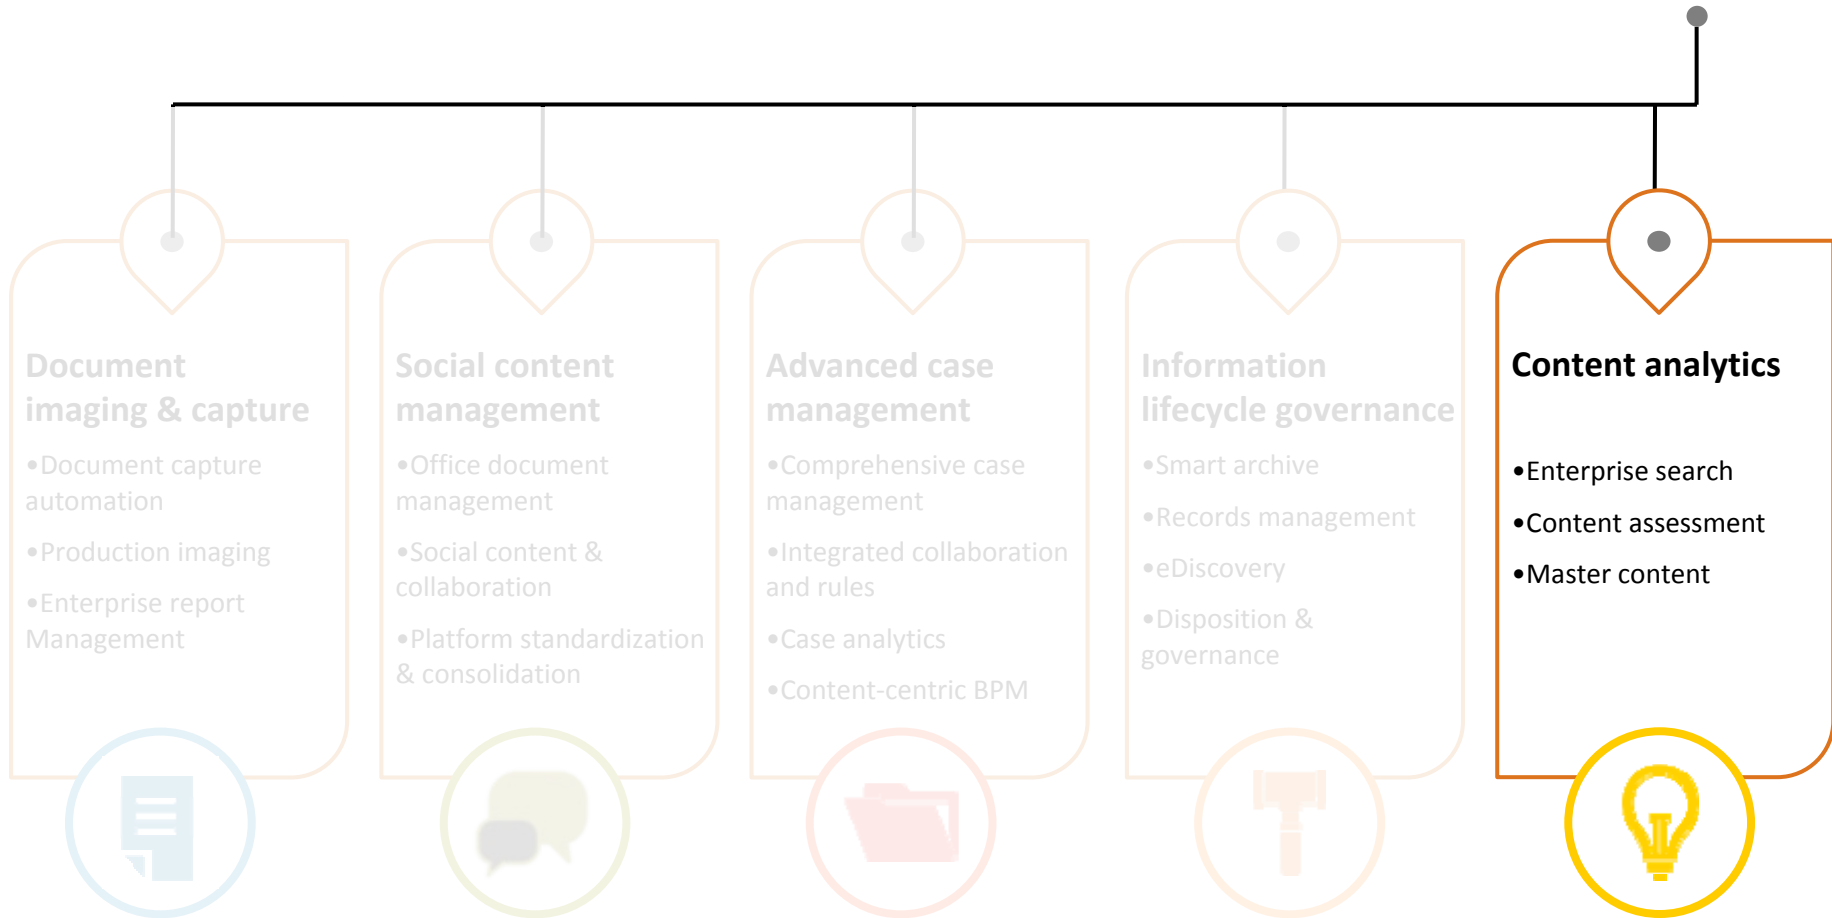 Document
imaging & capture
•Document capture
automation
•Production imaging
•Enterprise report
Management
Social content
management
•Office document
management
•Social content &
collaboration
•Platform standardization
& consolidation
Advanced case
management
•Comprehensive case
management
•Integrated collaboration
and rules
•Case analytics
•Content-centric BPM
Information
lifecycle governance
•Smart archive
•Records management
•eDiscovery
•Disposition &
governance
Content analytics
•Enterprise search
•Content assessment
•Master content